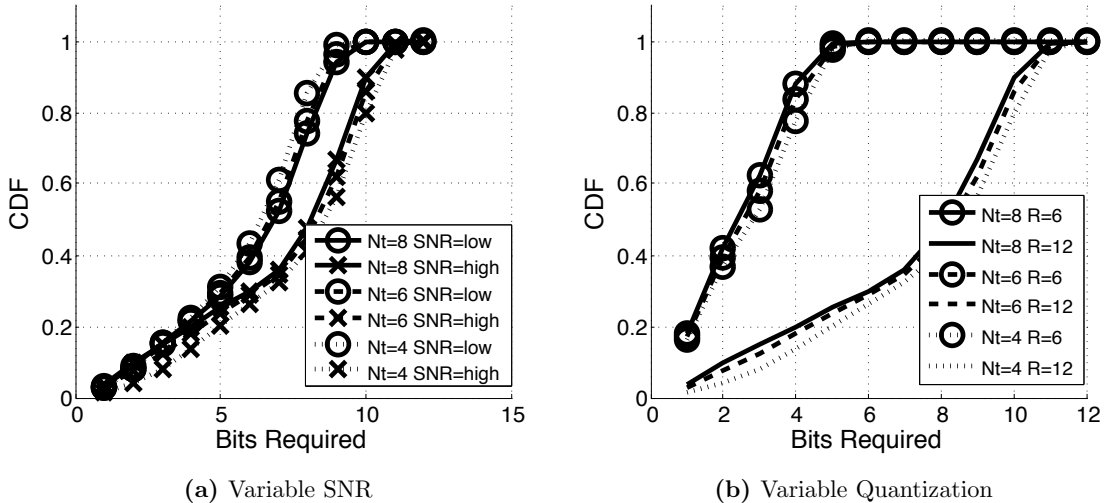 1
0.8
0.6
0.4
0.2
0
CDF
0 5 10 15
Bits Required
Nt=8 SNR=low
Nt=8 SNR=high
Nt=6 SNR=low
Nt=6 SNR=high
Nt=4 SNR=low
Nt=4 SNR=high
(a) Variable SNR
1
0.8
0.6
0.4
0.2
0
CDF
0 2 4 6 8 10 12
Bits Required
Nt=8 R=6
Nt=8 R=12
Nt=6 R=6
Nt=6 R=12
Nt=4 R=6
Nt=4 R=12
(b) Variable Quantization